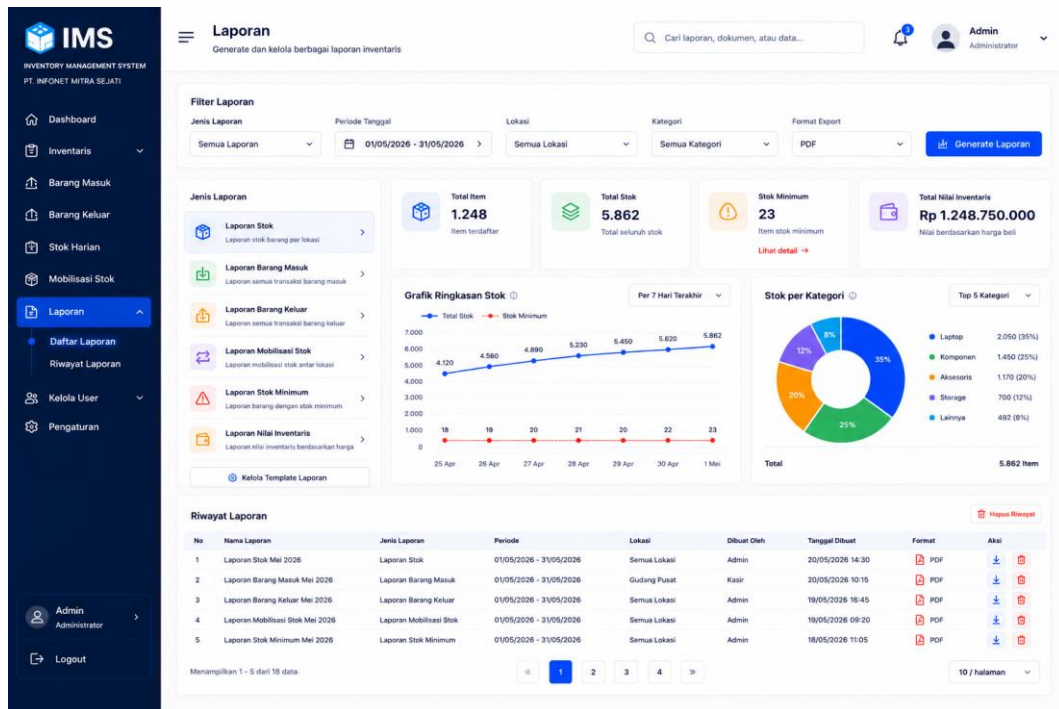 IMS
INVENTORY MANAGEMENT SYSTEM
PT. INFONET MITRA SEJATI
Dashboard
Inventaris
Barang Masuk
Barang Keluar
Stok Harian
Mobilisasi Stok
Laporan
Daftar Laporan
Riwayat Laporan
Kelola User
Pengaturan
Admin
Administrator
Logout
Laporan
Generate dan kelola berbagai laporan inventaris
Cari laporan, dokumen, atau data...
3
Admin
Administrator
Filter Laporan
Jenis Laporan Periode Tanggal Lokasi Kategori Format Export
Semua Laporan 01/05/2026 - 31/05/2026 Semua Lokasi Semua Kategori PDF Generate Laporan
Jenis Laporan
Laporan Stok
Laporan stok barang per lokasi
Laporan Barang Masuk
Laporan semua transaksi barang masuk
Laporan Barang Keluar
Laporan semua transaksi barang keluar
Laporan Mobilisasi Stok
Laporan mobilisasi stok antar lokasi
Laporan Stok Minimum
Laporan barang dengan stok minimum
Laporan Nilai Inventaris
Laporan nilai inventaris berdasarkan harga
Kelola Template Laporan
Total Item
1.248
Item terdaftar
Total Stok
5.862
Total seluruh stok
Stok Minimum
23
Item stok minimum
Lihat detail →
Total Nilai Inventaris
Rp 1.248.750.000
Nilai berdasarkan harga beli
Grafik Ringkasan Stok Per 7 Hari Terakhir
Total Stok Stok Minimum
7.000
6.000
5.000
4.000
3.000
2.000
1.000
0
4.120 4.560 4.890 5.230 5.450 5.620 5.862
18 19 20 21 20 22 23
25 Apr 26 Apr 27 Apr 28 Apr 29 Apr 30 Apr 1 Mei
Stok per Kategori Top 5 Kategori
8%
12%
35%
20%
25%
Laptop 2.050 (35%)
Komponen 1.450 (25%)
Aksesoris 1.170 (20%)
Storage 700 (12%)
Lainnya 492 (8%)
Total 5.862 Item
Riwayat Laporan Hapus Riwayat
No Nama Laporan Jenis Laporan Periode Lokasi Dibuat Oleh Tanggal Dibuat Format Aksi
1 Laporan Stok Mei 2026 Laporan Stok 01/05/2026 - 31/05/2026 Semua Lokasi Admin 20/05/2026 14:30 PDF
2 Laporan Barang Masuk Mei 2026 Laporan Barang Masuk 01/05/2026 - 31/05/2026 Gudang Pusat Kasir 20/05/2026 10:15 PDF
3 Laporan Barang Keluar Mei 2026 Laporan Barang Keluar 01/05/2026 - 31/05/2026 Semua Lokasi Admin 19/05/2026 16:45 PDF
4 Laporan Mobilisasi Stok Mei 2026 Laporan Mobilisasi Stok 01/05/2026 - 31/05/2026 Semua Lokasi Admin 19/05/2026 09:20 PDF
5 Laporan Stok Minimum Mei 2026 Laporan Stok Minimum 01/05/2026 - 31/05/2026 Semua Lokasi Admin 18/05/2026 11:05 PDF
Menampilkan 1 - 5 dari 18 data « 1 2 3 4 » 10 / halaman